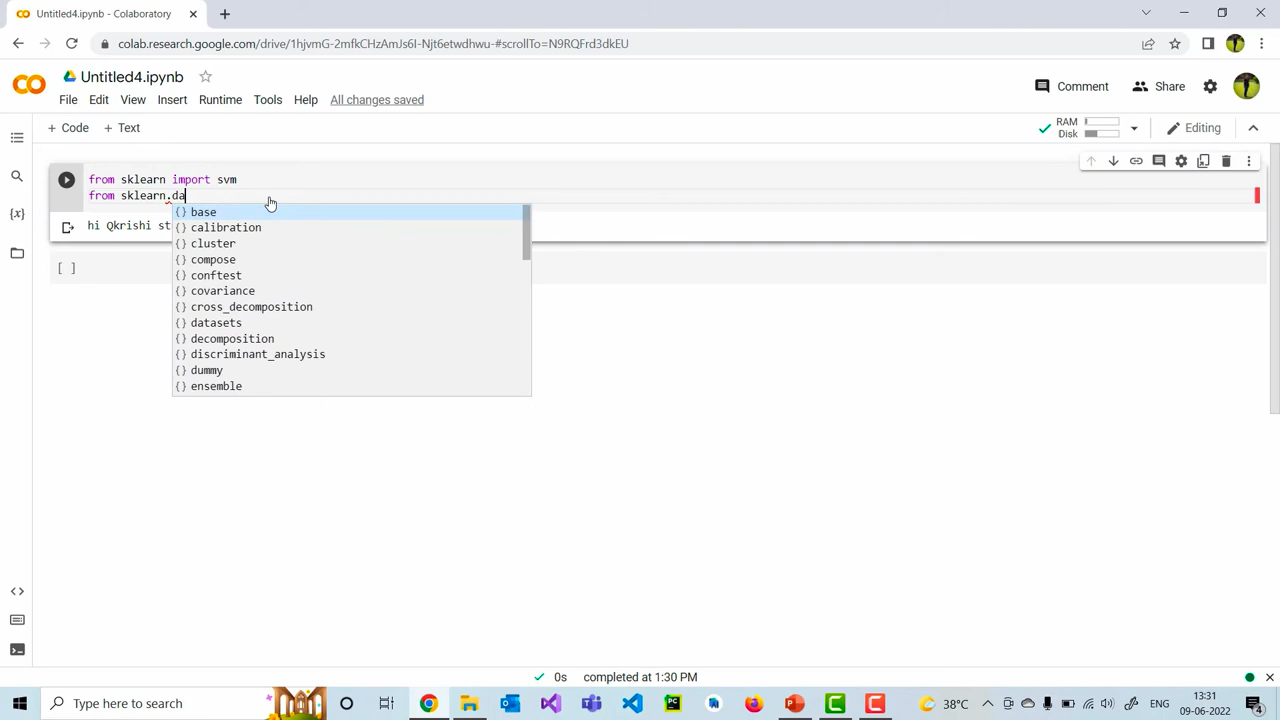 Untitled4.ipynb - Colaboratory
colab.research.google.com/drive/1hjvmG-2mfkCHzAmJs6I-Njt6etwdhwu-#scrollTo=N9RQFrd3dkEU
Untitled4.ipynb
Comment
Share
File Edit View Insert Runtime Tools Help All changes saved
+ Code + Text
RAM
Disk
Editing
from sklearn import svm
from sklearn.da
hi Qkrishi st
{} base
{} calibration
{} cluster
{} compose
{} conftest
{} covariance
{} cross_decomposition
{} datasets
{} decomposition
{} discriminant_analysis
{} dummy
{} ensemble
[ ]
{x}
0s completed at 1:30 PM
Type here to search
38°C
ENG
13:31
09-06-2022
4